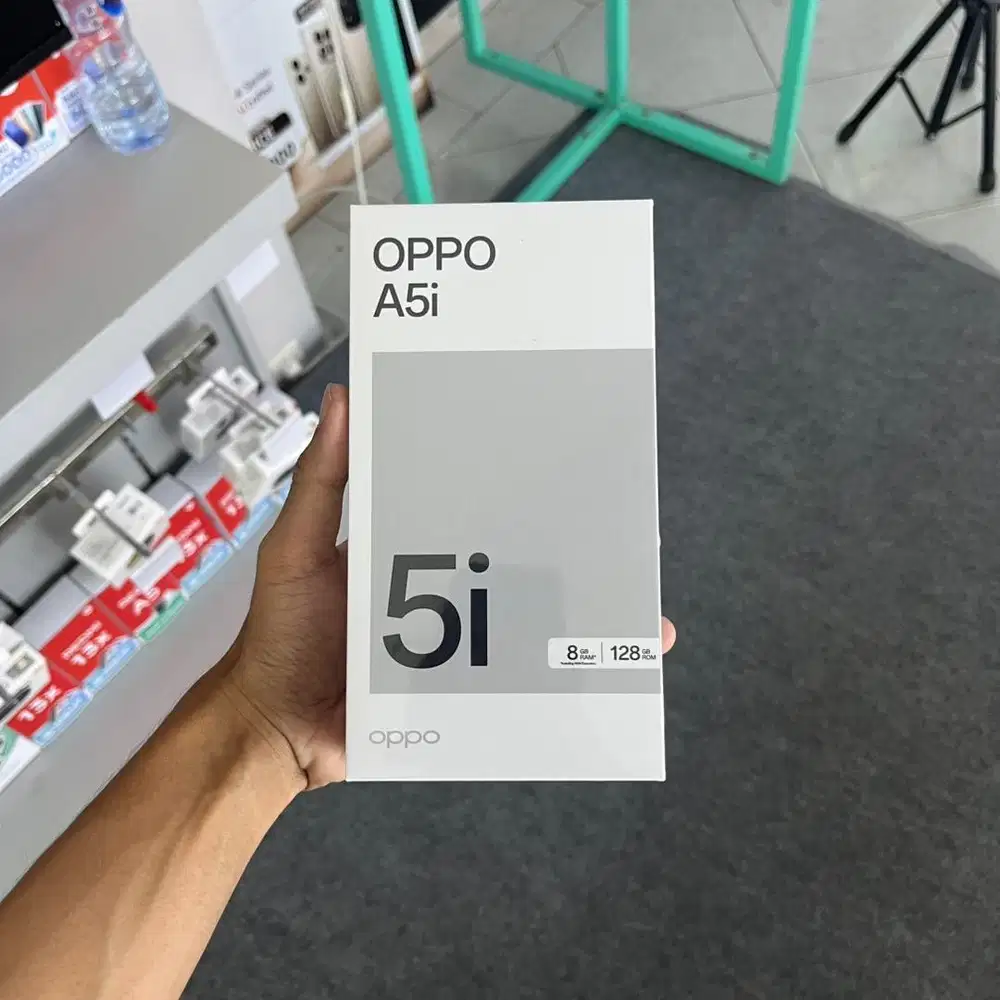 OPPO
A5i
5i
8 GB RAM* | 128 GB ROM
oppo